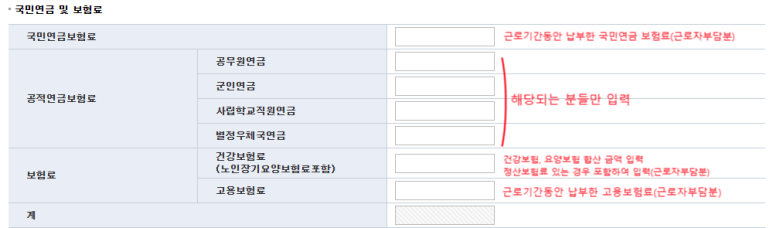 · 국민연금 및 보험료
국민연금보험료
근로기간동안 납부한 국민연금 보험료(근로자부담분)
공적연금보험료
공무원연금
군인연금
사립학교직원연금
별정우체국연금
해당되는 분들만 입력
보험료
건강보험료
(노인장기요양보험료포함)
건강보험, 요양보험 합산 금액 입력
정산보험료 있는 경우 포함하여 입력(근로자부담분)
고용보험료
근로기간동안 납부한 고용보험료(근로자부담분)
계